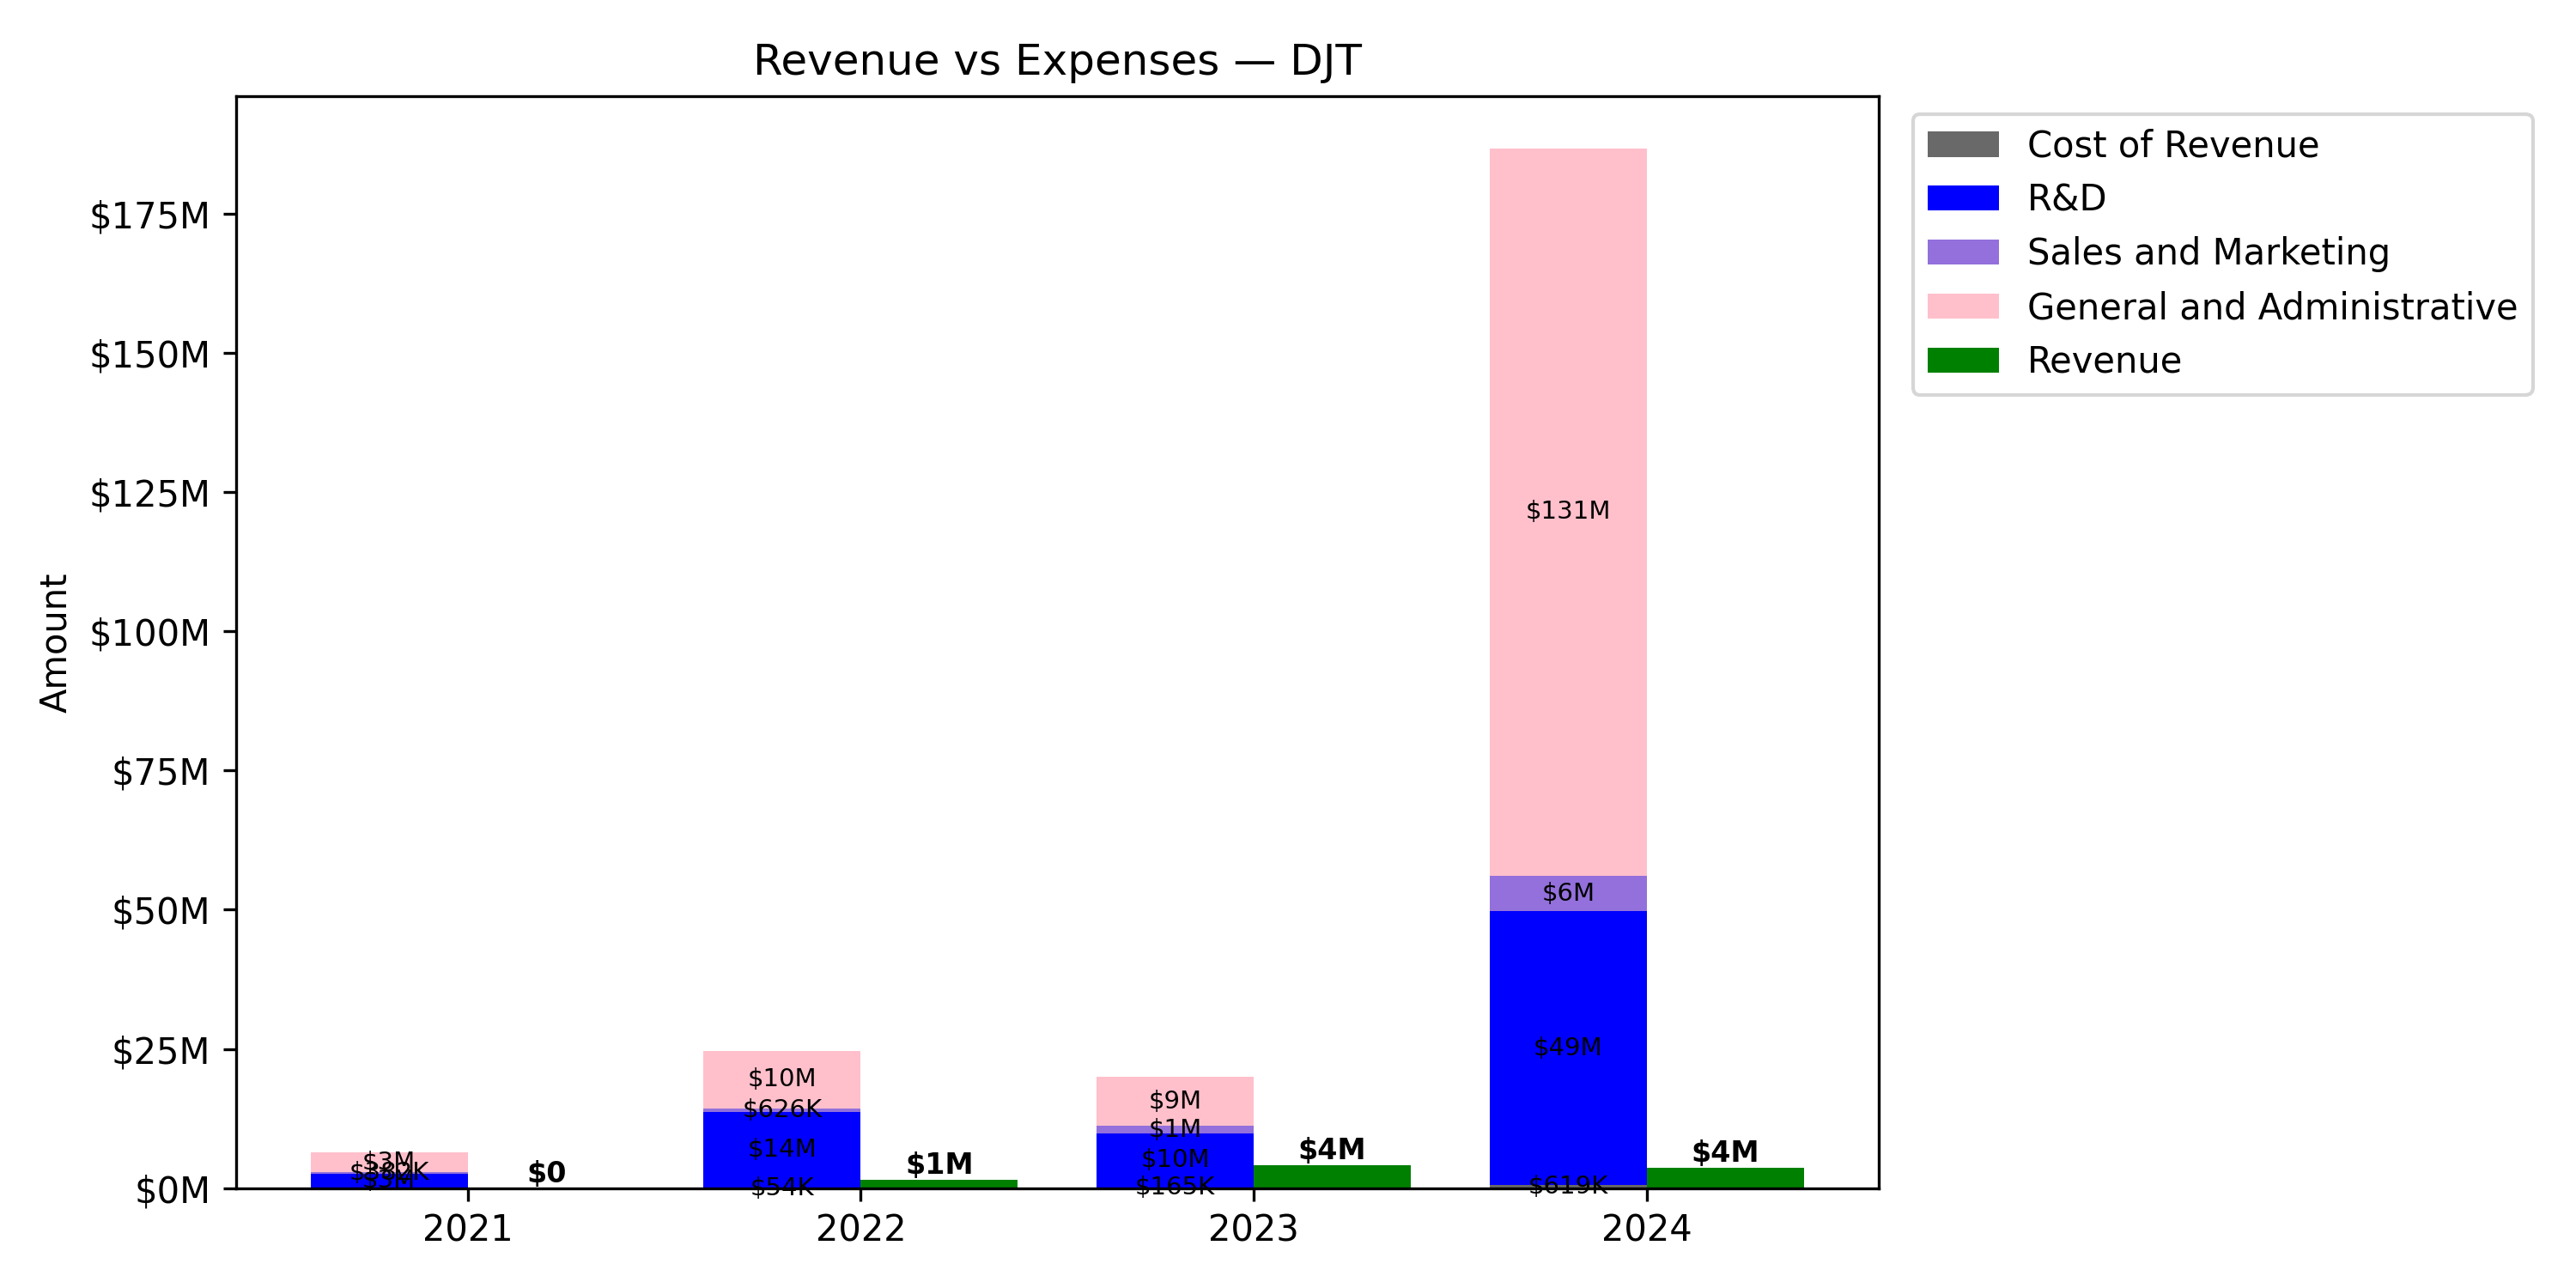 Revenue vs Expenses — DJT
Amount
$175M
$150M
$125M
$100M
$75M
$50M
$25M
$0M
$3M
$0
$10M
$626K
$14M
$54K
$1M
$9M
$1M
$10M
$165K
$4M
$131M
$6M
$49M
$619K
$4M
2021
2022
2023
2024
Cost of Revenue
R&D
Sales and Marketing
General and Administrative
Revenue